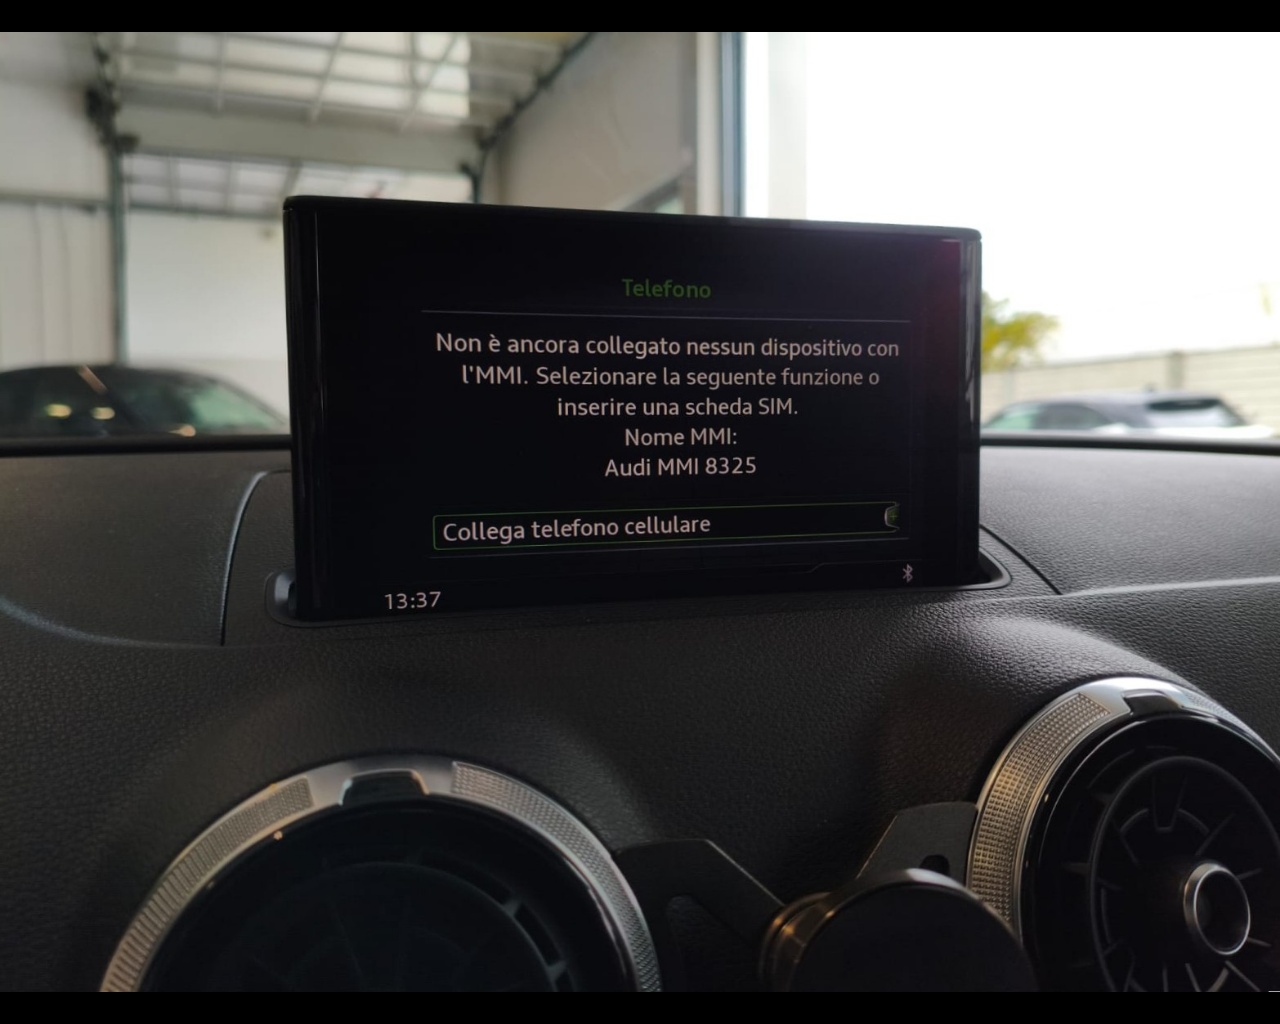 Telefono
Non è ancora collegato nessun dispositivo con
l'MMI. Selezionare la seguente funzione o
inserire una scheda SIM.
Nome MMI:
Audi MMI 8325
Collega telefono cellulare
13:37